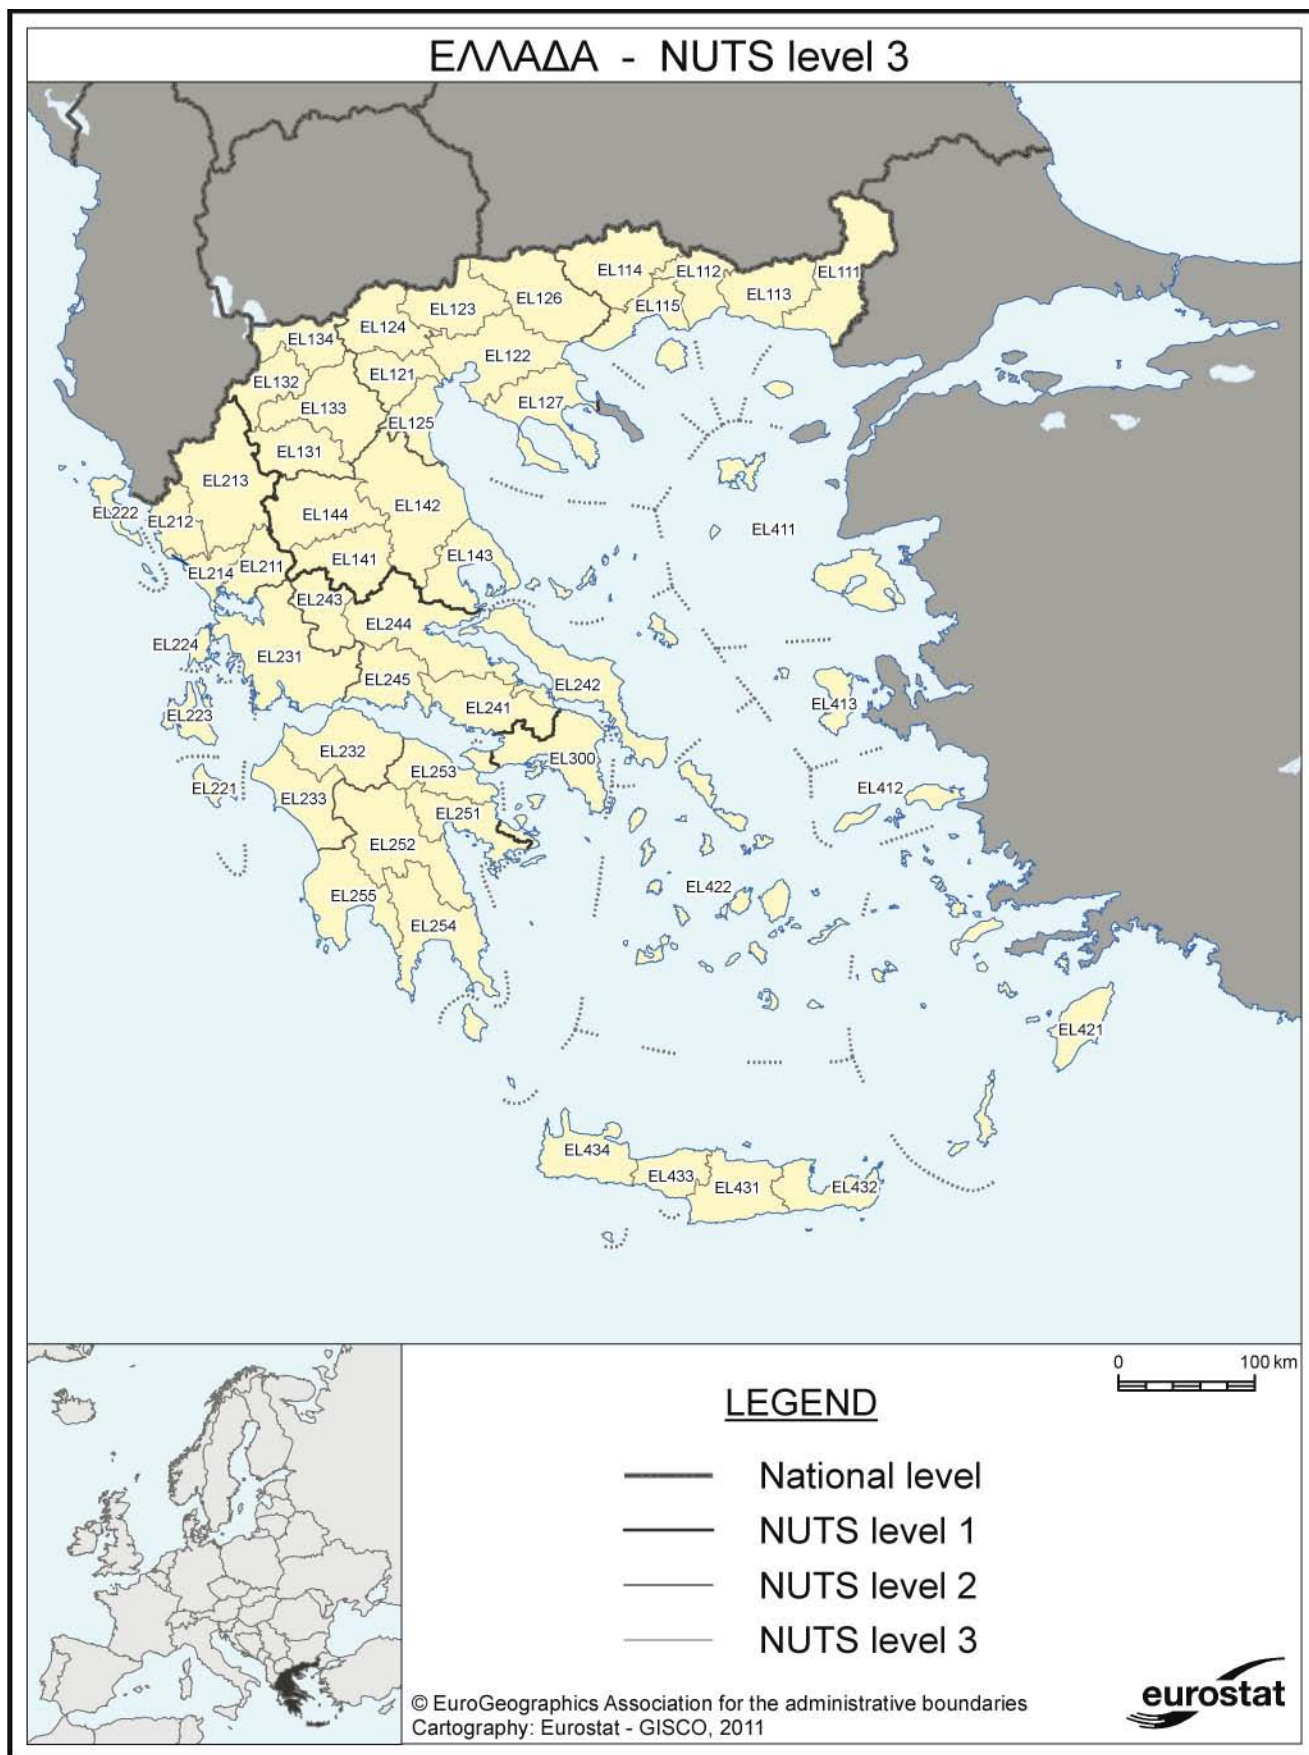 ΕΛΛΑΔΑ - NUTS level 3
EL114
EL112
EL111
EL113
EL115
EL126
EL123
EL124
EL134
EL122
EL121
EL132
EL127
EL133
EL125
EL131
EL213
EL142
EL222
EL212
EL144
EL411
EL141
EL143
EL214
EL211
EL243
EL244
EL224
EL231
EL245
EL242
EL223
EL241
EL413
EL232
EL300
EL253
EL221
EL233
EL412
EL251
EL252
EL422
EL255
EL254
EL421
EL434
EL433
EL431
EL432
0 100 km
LEGEND
National level
NUTS level 1
NUTS level 2
NUTS level 3
© EuroGeographics Association for the administrative boundaries
Cartography: Eurostat - GISCO, 2011
eurostat